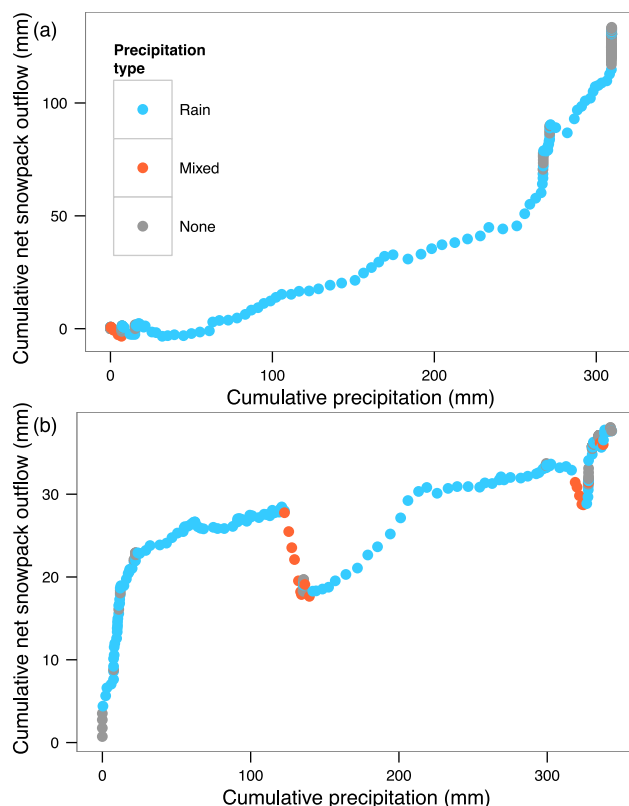 (a)
Cumulative net snowpack outflow (mm)
Precipitation
type
Rain
Mixed
None
100
50
0
0
100
200
300
Cumulative precipitation (mm)
(b)
Cumulative net snowpack outflow (mm)
30
20
10
0
0
100
200
300
Cumulative precipitation (mm)